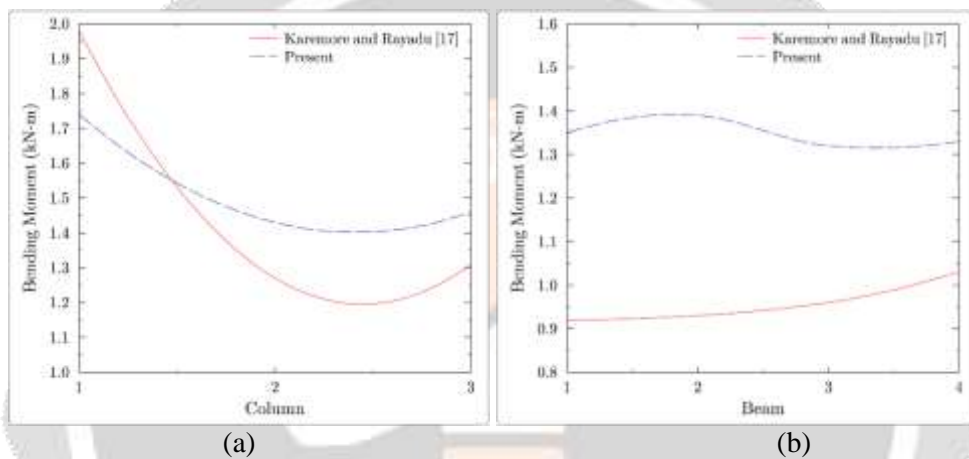 Karemore and Rayadu [17]
Present
Bending Moment (kN-m)
2.0
1.9
1.8
1.7
1.6
1.5
1.4
1.3
1.2
1.1
1.0
1
2
3
Column
(a)
Karemore and Rayadu [17]
Present
Bending Moment (kN-m)
1.6
1.5
1.4
1.3
1.2
1.1
1.0
0.9
0.8
1
2
3
4
Beam
(b)